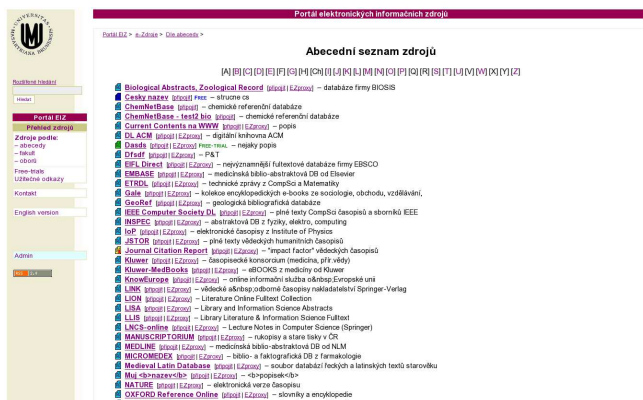 Portál elektronických informačních zdrojů
Portál EIZ > e-Zdroje > Dle abecedy >
Abecední seznam zdrojů
[A] [B] [C] [D] [E] [F] [G] [H] [Ch] [I] [J] [K] [L] [M] [N] [O] [P] [Q] [R] [S] [T] [U] [V] [W] [X] [Y] [Z]
Rozšířené hledání
Hledat
Portál EIZ
Přehled zdrojů
Zdroje podle:
– abecedy
– fakult
– oborů
Free-trials
Užitečné odkazy
Kontakt
English version
Admin
Biological Abstracts, Zoological Record [připojit | EZproxy] – databáze firmy BIOSIS
Cesky nazev [připojit] FREE – strucne cs
ChemNetBase [připojit] – chemické referenční databáze
ChemNetBase - test2 bio [připojit] – chemické referenční databáze
Current Contents na WWW [připojit | EZproxy] – popis
DL ACM [připojit | EZproxy] – digitální knihovna ACM
Dasds [připojit | EZproxy] FREE-TRIAL – nejaky popis
Dfsdf [připojit | EZproxy] – P&T
EIFL Direct [připojit | EZproxy] – nejvýznamnější fultextové databáze firmy EBSCO
EMBASE [připojit | EZproxy] – medicínská biblio-abstraktová DB od Elsevier
ETRDL [připojit | EZproxy] – technické zprávy z CompSci a Matematiky
Gale [připojit | EZproxy] – kolekce encyklopedických e-books ze sociologie, obchodu, vzdělávání,
GeoRef [připojit | EZproxy] – geologická bibliografická databáze
IEEE Computer Society DL [připojit | EZproxy] – plné texty CompSci časopisů a sborníků IEEE
INSPEC [připojit | EZproxy] – abstraktová DB z fyziky, elektro, computing
IoP [připojit | EZproxy] – elektronické časopisy z Institute of Physics
JSTOR [připojit | EZproxy] – plné texty vědeckých humanitních časopisů
Journal Citation Report [připojit | EZproxy] – "impact factor" vědeckých časopisů
Kluwer [připojit | EZproxy] – časopisecké konsorcium (medicína, přír.vědy)
Kluwer-MedBooks [připojit | EZproxy] – eBOOKS z medicíny od Kluwer
KnowEurope [připojit | EZproxy] – online informační služba o&nbsp;Evropské unii
LINK [připojit | EZproxy] – vědecké a&nbsp;odborné časopisy nakladatelství Springer-Verlag
LION [připojit | EZproxy] – Literature Online Fulltext Collection
LISA [připojit | EZproxy] – Library and Information Science Abstracts
LLIS [připojit | EZproxy] – Library Literature & Information Science Fulltext
LNCS-online [připojit | EZproxy] – Lecture Notes in Computer Science (Springer)
MANUSCRIPTORIUM [připojit | EZproxy] – rukopisy a stare tisky v ČR
MEDLINE [připojit | EZproxy] – medicínská biblio-abstraktová DB od NLM
MICROMEDEX [připojit | EZproxy] – biblio- a faktografická DB z farmakologie
Medieval Latin Database [připojit | EZproxy] – soubor databází řeckých a latinských textů starověku
Muj <b>nazev</b> [připojit | EZproxy] – <b>popisek</b>
NATURE [připojit | EZproxy] – elektronická verze časopisu
OXFORD Reference Online [připojit | EZproxy] – slovníky a encyklopedie